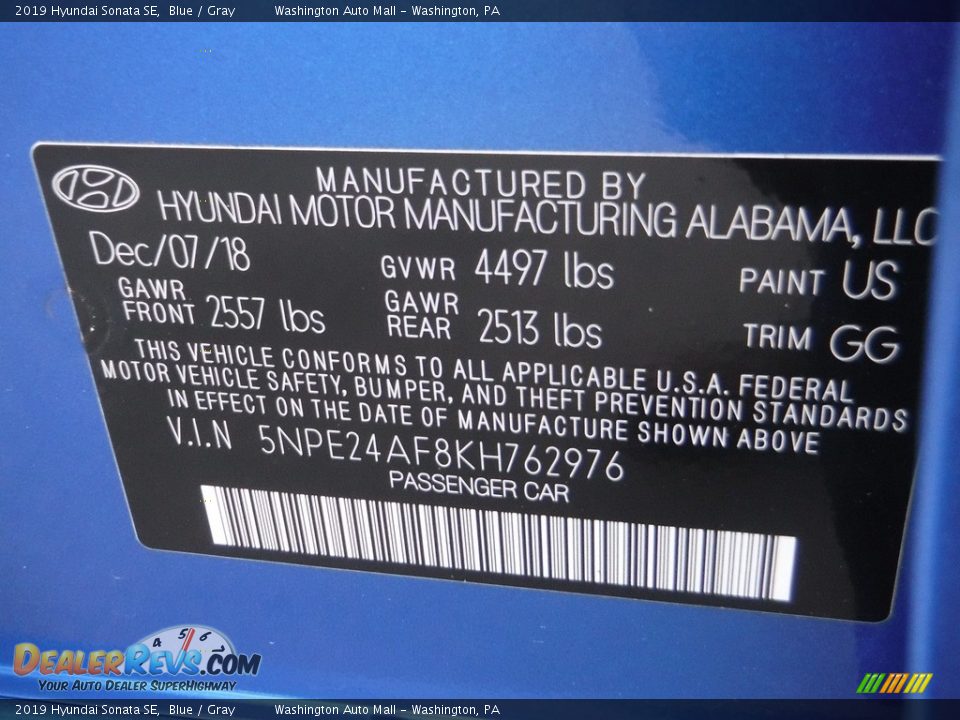 2019 Hyundai Sonata SE,  Blue / Gray        Washington Auto Mall - Washington, PA
MANUFACTURED BY
HYUNDAI MOTOR MANUFACTURING ALABAMA, LLC
Dec/07/18 GVWR 4497 lbs PAINT US
GAWR FRONT 2557 lbs GAWR REAR 2513 lbs TRIM GG
THIS VEHICLE CONFORMS TO ALL APPLICABLE U.S.A. FEDERAL
MOTOR VEHICLE SAFETY, BUMPER, AND THEFT PREVENTION STANDARDS
IN EFFECT ON THE DATE OF MANUFACTURE SHOWN ABOVE
V.I.N 5NPE24AF8KH762976
PASSENGER CAR
4 5 6
DEALERREVS.COM
YOUR AUTO DEALER SUPERHIGHWAY
2019 Hyundai Sonata SE,  Blue / Gray        Washington Auto Mall - Washington, PA